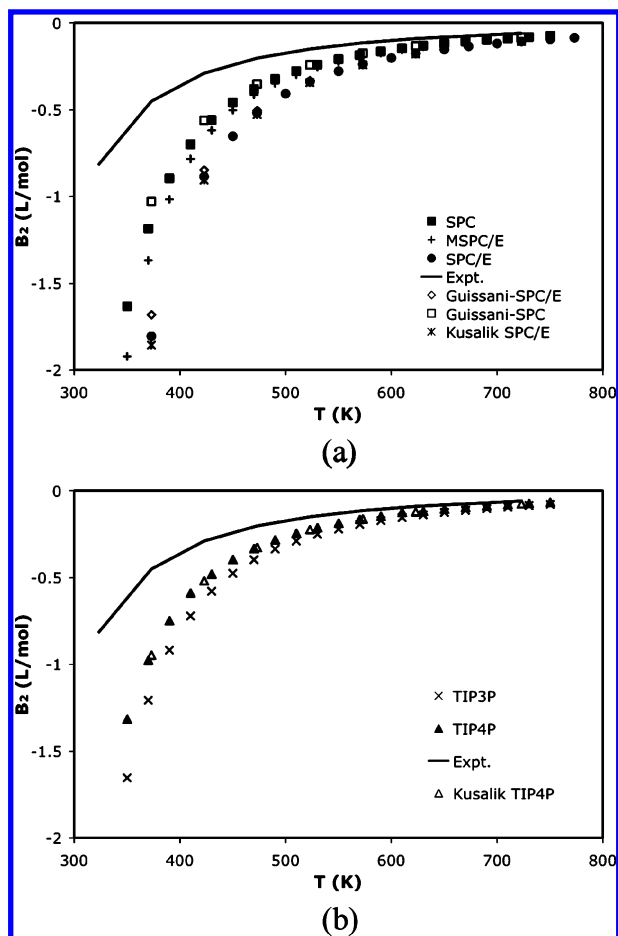 0
-0.5
-1
-1.5
-2
B₂ (L/mol)
SPC
MSPC/E
SPC/E
Expt.
Guissani-SPC/E
Guissani-SPC
Kusalik SPC/E
300 400 500 600 700 800
T (K)
(a)
0
-0.5
-1
-1.5
-2
B₂ (L/mol)
TIP3P
TIP4P
Expt.
Kusalik TIP4P
300 400 500 600 700 800
T (K)
(b)